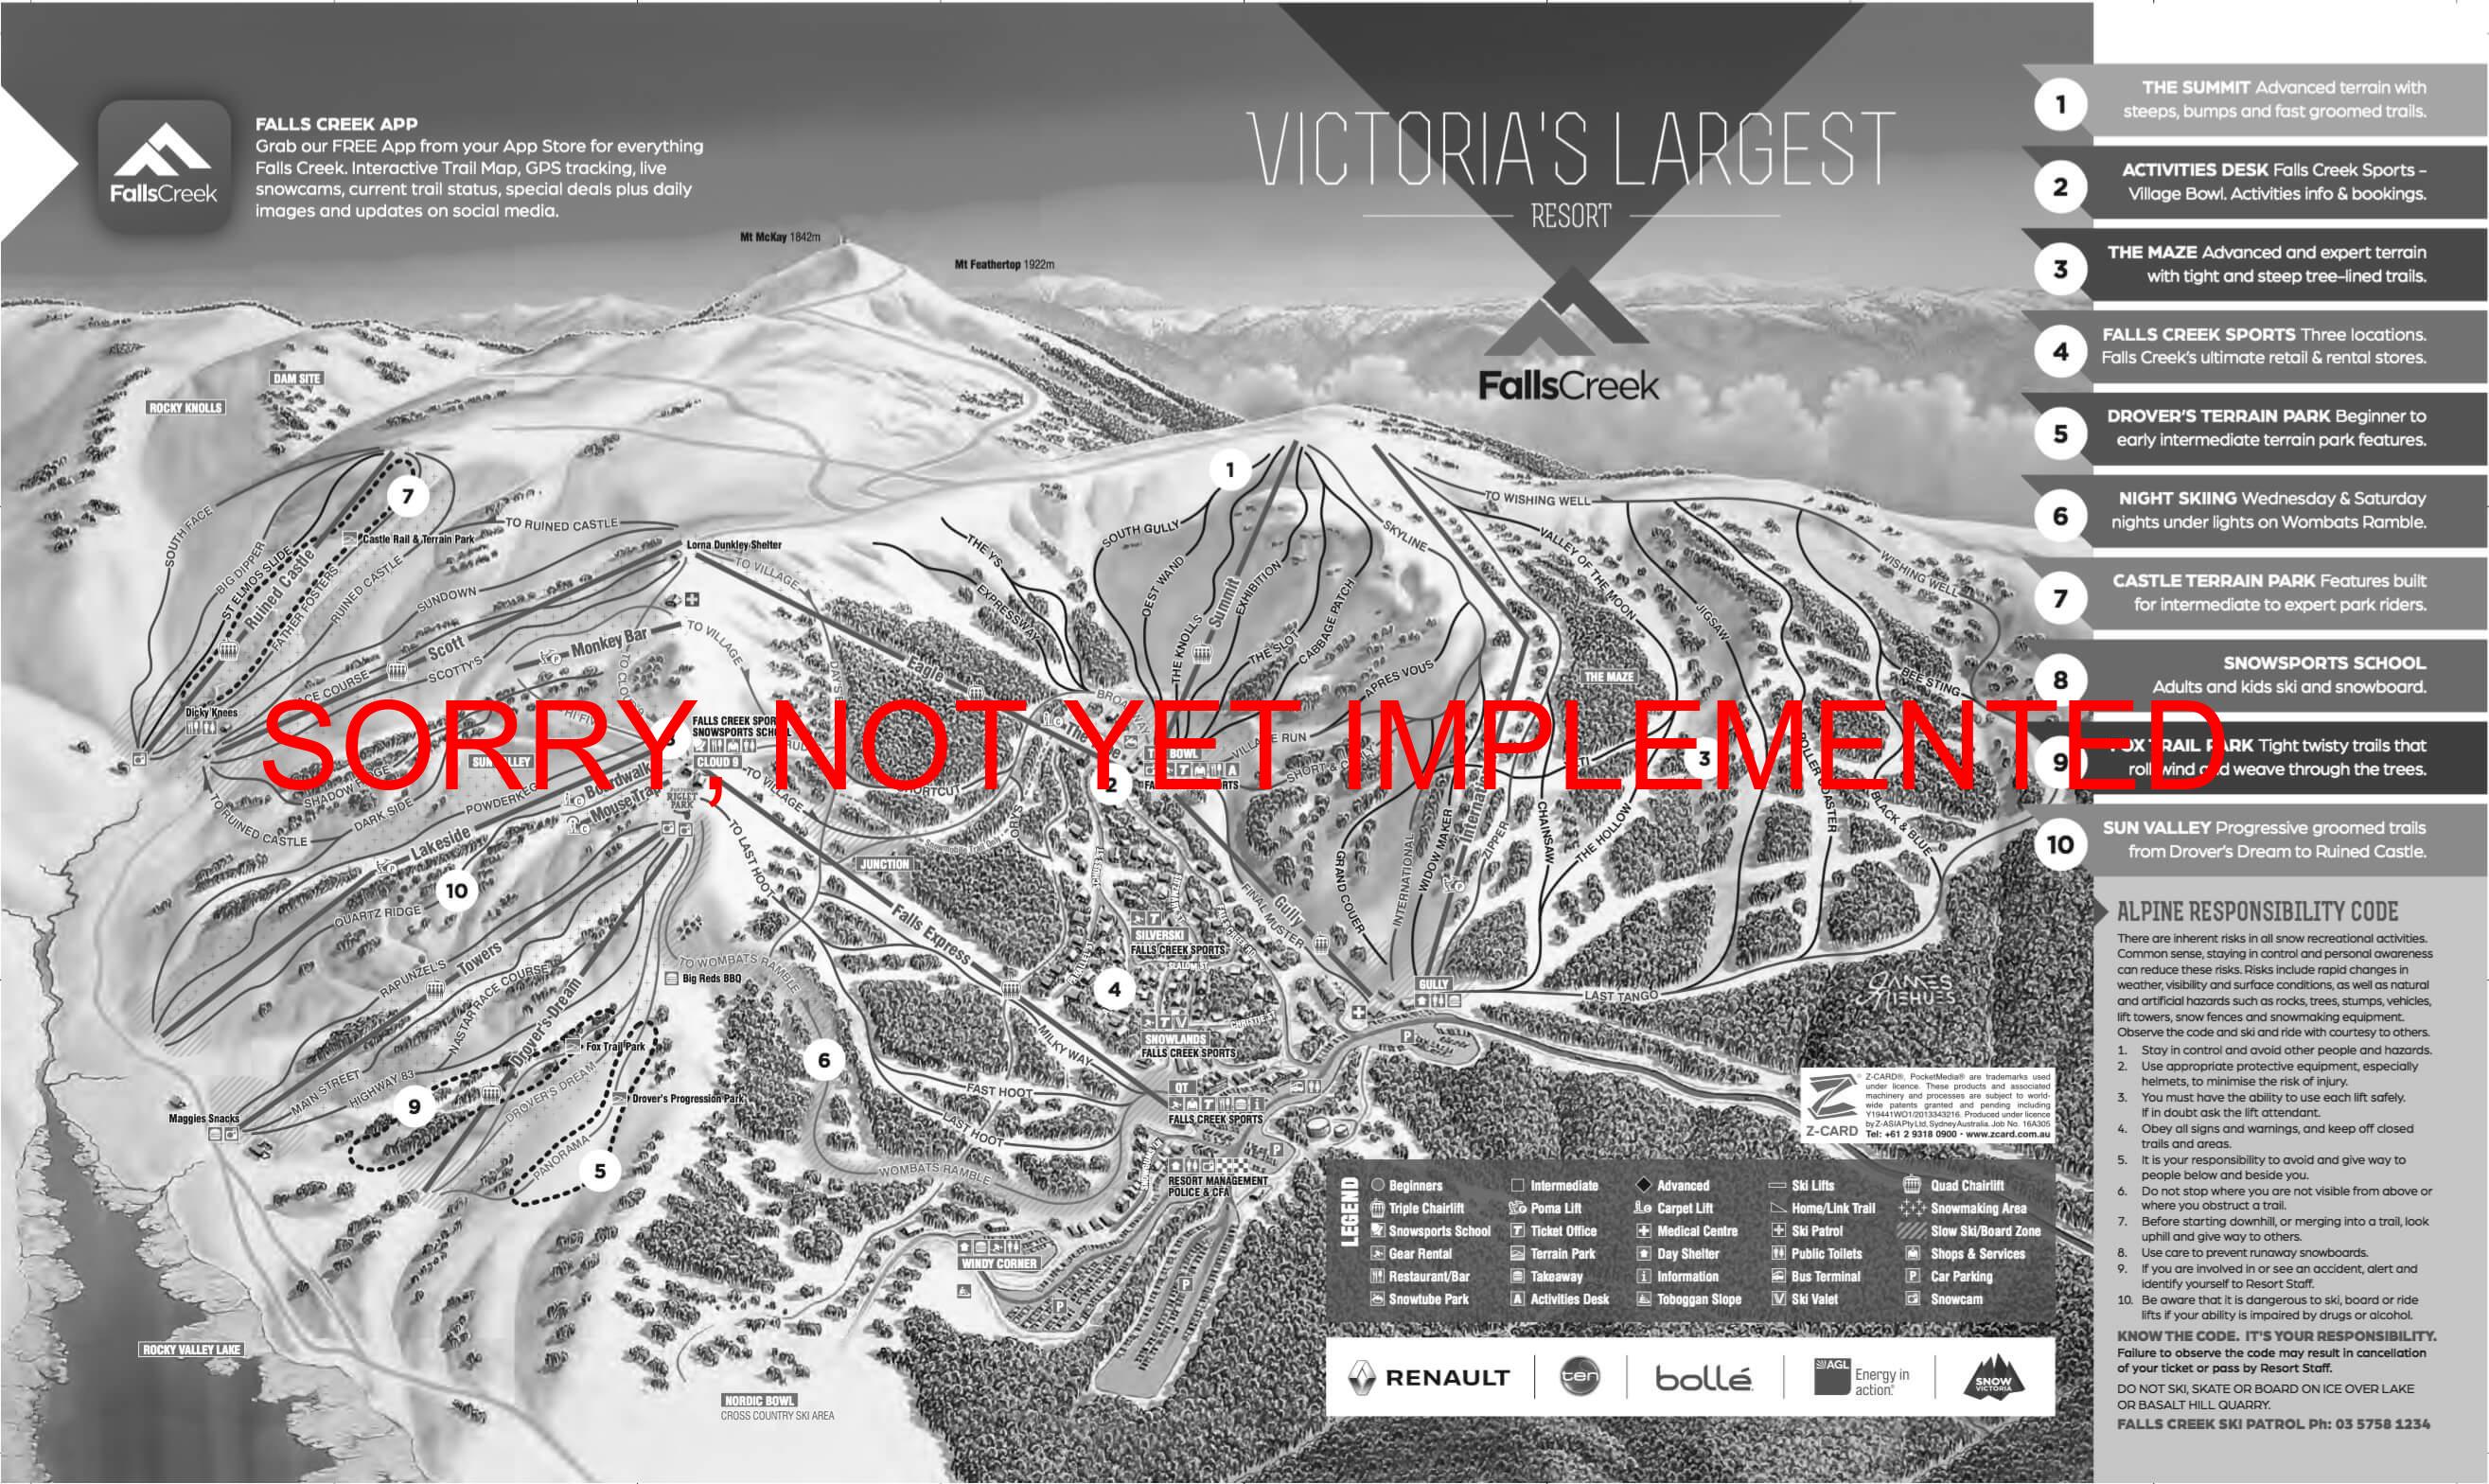 FALLS CREEK APP
Grab our FREE App from your App Store for everything
Falls Creek. Interactive Trail Map, GPS tracking, live
snowcams, current trail status, special deals plus daily
images and updates on social media.
FallsCreek
VICTORIA'S LARGEST
RESORT
FallsCreek
Mt McKay 1842m
Mt Feathertop 1922m
DAM SITE
ROCKY KNOLLS
SOUTH FACE
BIG DIPPER
ST ELMOS SLIDE
Ruined Castle
FATHER FOSTERS
RUINED CASTLE
7
Castle Rail & Terrain Park
TO RUINED CASTLE
SUNDOWN
Scott
SCOTTY'S
Monkey Bar
Lorna Dunkley Shelter
TO VILLAGE
TO VILLAGE
Eagle
THE YS
EXPRESSWAY
1
SOUTH GULLY
THE KNOLLS
Summit
EXHIBITION
THE SLOT
CABBAGE PATCH
SKYLINE
APRES VOUS
TO WISHING WELL
VALLEY OF THE MOON
JIGSAW
WISHING WELL
BEE STING
THE MAZE
Dicky Knees
SORRY, NOT YET IMPLEMENTED
SNOWSPORTS SCHOOL
CLOUD 9
BOWL
2
3
TO RUINED CASTLE
DARK SIDE
Boardwalk
TO VILLAGE
Lakeside
10
QUARTZ RIDGE
TO LAST HOOT
JUNCTION
Falls Express
FINAL MUSTER
Gully
GRAND COUER
INTERNATIONAL
WIDOW MAKER
ZIPPER
CHAINSAW
THE HOLLOW
BLACK & BLUE
RAPUNZEL'S
Towers
NASTAR RACE COURSE
Drover's Dream
TO WOMBATS RAMBLE
Big Reds BBQ
SILVERSKI
FALLS CREEK SPORTS
SLALOM ST
4
SNOWLANDS
FALLS CREEK SPORTS
CHRISTIE ST
GULLY
LAST TANGO
JAMES NIEHUES
MILKY WAY
Fox Trail Park
Drover's Progression Park
6
FAST HOOT
LAST HOOT
WOMBATS RAMBLE
QT
FALLS CREEK SPORTS
RESORT MANAGEMENT
POLICE & CFA
MAIN STREET
HIGHWAY 83
9
DROVER'S DREAM
PANORAMA
5
Maggies Snacks
WINDY CORNER
ROCKY VALLEY LAKE
NORDIC BOWL
CROSS COUNTRY SKI AREA
Z-CARD
Z-CARD®, PocketMedia® are trademarks used
under licence. These products and associated
machinery and processes are subject to world-
wide patents granted and pending including
Y19441WO1/2013343216. Produced under licence
by Z-ASIA Pty Ltd, Sydney Australia. Job No. 16A305
Tel: +61 2 9318 0900 · www.zcard.com.au
LEGEND
Beginners Intermediate Advanced Ski Lifts Quad Chairlift
Triple Chairlift Poma Lift Carpet Lift Home/Link Trail Snowmaking Area
Snowsports School Ticket Office Medical Centre Ski Patrol Slow Ski/Board Zone
Gear Rental Terrain Park Day Shelter Public Toilets Shops & Services
Restaurant/Bar Takeaway Information Bus Terminal Car Parking
Snowtube Park Activities Desk Toboggan Slope Ski Valet Snowcam
RENAULT
ten
bollé
AGL Energy in
action.
SNOW
VICTORIA
1 THE SUMMIT Advanced terrain with
steeps, bumps and fast groomed trails.
2 ACTIVITIES DESK Falls Creek Sports –
Village Bowl. Activities info & bookings.
3 THE MAZE Advanced and expert terrain
with tight and steep tree-lined trails.
4 FALLS CREEK SPORTS Three locations.
Falls Creek's ultimate retail & rental stores.
5 DROVER'S TERRAIN PARK Beginner to
early intermediate terrain park features.
6 NIGHT SKIING Wednesday & Saturday
nights under lights on Wombats Ramble.
7 CASTLE TERRAIN PARK Features built
for intermediate to expert park riders.
8 SNOWSPORTS SCHOOL
Adults and kids ski and snowboard.
9 FOX TRAIL PARK Tight twisty trails that
roll, wind and weave through the trees.
10 SUN VALLEY Progressive groomed trails
from Drover's Dream to Ruined Castle.
ALPINE RESPONSIBILITY CODE
There are inherent risks in all snow recreational activities.
Common sense, staying in control and personal awareness
can reduce these risks. Risks include rapid changes in
weather, visibility and surface conditions, as well as natural
and artificial hazards such as rocks, trees, stumps, vehicles,
lift towers, snow fences and snowmaking equipment.
Observe the code and ski and ride with courtesy to others.
1. Stay in control and avoid other people and hazards.
2. Use appropriate protective equipment, especially
helmets, to minimise the risk of injury.
3. You must have the ability to use each lift safely.
If in doubt ask the lift attendant.
4. Obey all signs and warnings, and keep off closed
trails and areas.
5. It is your responsibility to avoid and give way to
people below and beside you.
6. Do not stop where you are not visible from above or
where you obstruct a trail.
7. Before starting downhill, or merging into a trail, look
uphill and give way to others.
8. Use care to prevent runaway snowboards.
9. If you are involved in or see an accident, alert and
identify yourself to Resort Staff.
10. Be aware that it is dangerous to ski, board or ride
lifts if your ability is impaired by drugs or alcohol.
KNOW THE CODE. IT'S YOUR RESPONSIBILITY.
Failure to observe the code may result in cancellation
of your ticket or pass by Resort Staff.
DO NOT SKI, SKATE OR BOARD ON ICE OVER LAKE
OR BASALT HILL QUARRY.
FALLS CREEK SKI PATROL Ph: 03 5758 1234